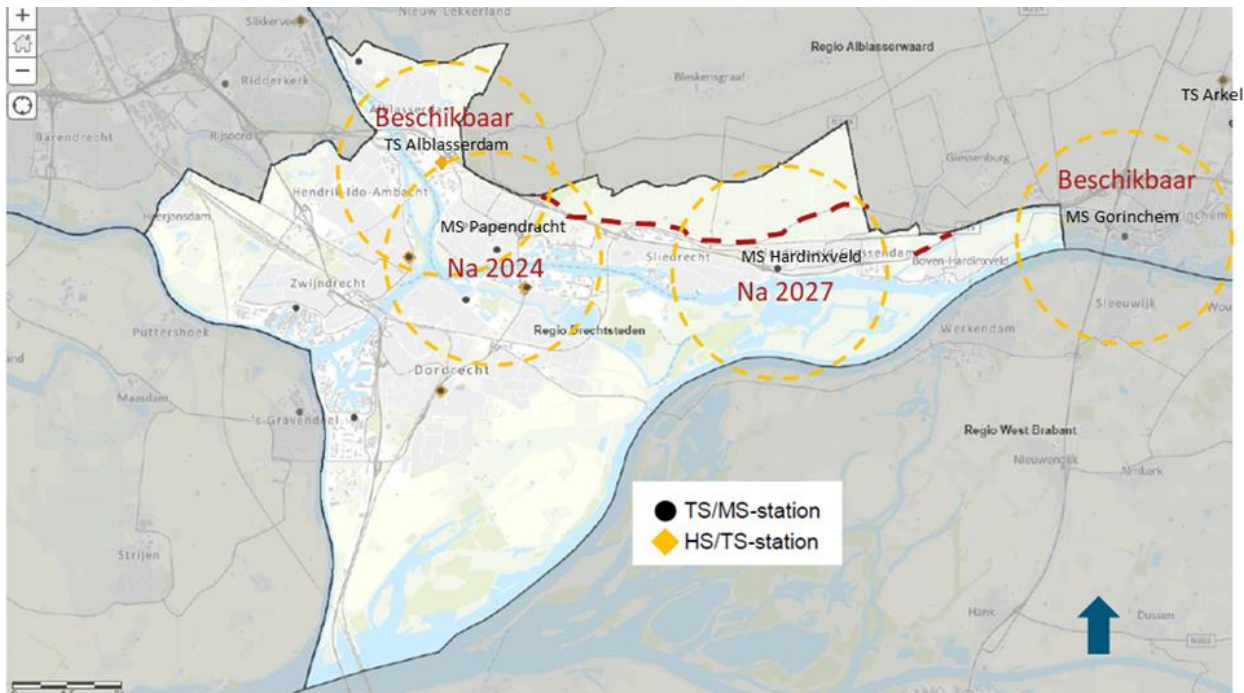 Nieuw Lekkerland
Slikkerveer
Regio Alblasserwaard
Bleskensgraaf
Ridderkerk
TS Arkel
Alblasserdam
Beschikbaar
Barendrecht
Rijsoord
TS Alblasserdam
Giessenburg
Beschikbaar
Hendrik-Ido-Ambacht
MS Gorinchem
Heerjansdam
MS Papendracht
Sliedrecht
MS Hardinxveld
Boven-Hardinxveld
Na 2024
Zwijndrecht
Na 2027
Sleeuwijk
Puttershoek
Regio Drechtsteden
Werkendam
Dordrecht
Maasdam
's Gravendeel
Regio West Brabant
Nieuwendijk
Almkerk
TS/MS-station
HS/TS-station
Strijen
Hank
Dussen